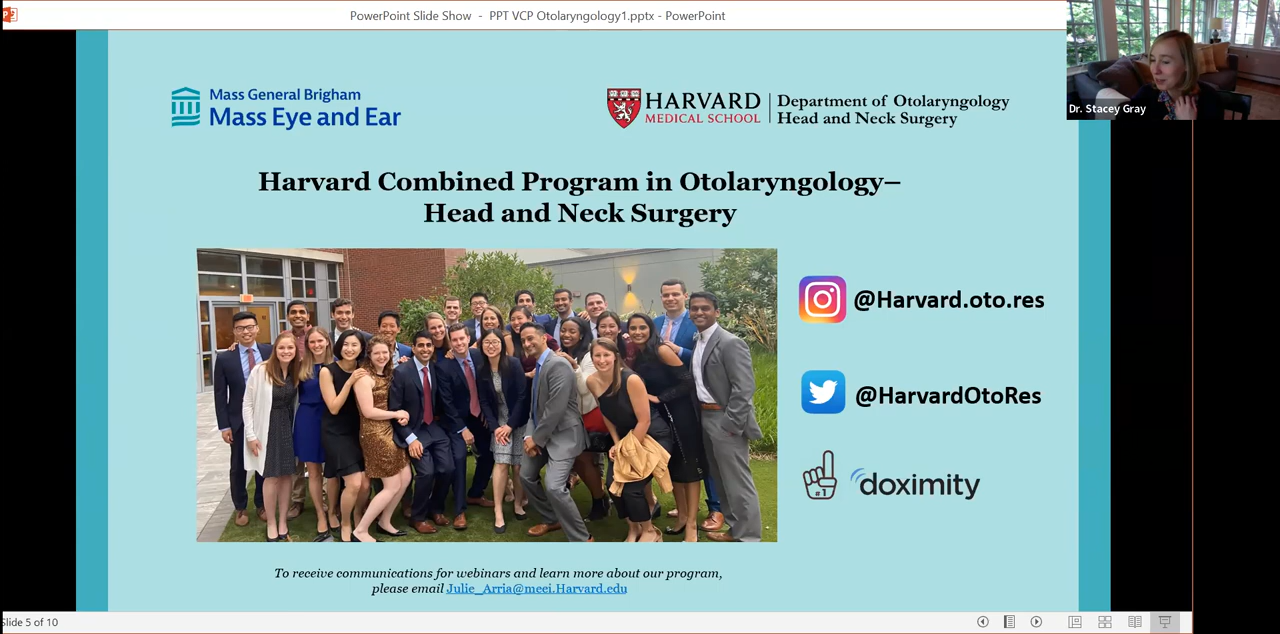 PowerPoint Slide Show - PPT VCP Otolaryngology1.pptx - PowerPoint
Dr. Stacey Gray
Mass General Brigham
Mass Eye and Ear
HARVARD
MEDICAL SCHOOL
Department of Otolaryngology
Head and Neck Surgery
Harvard Combined Program in Otolaryngology–
Head and Neck Surgery
@Harvard.oto.res
@HarvardOtoRes
#1
doximity
To receive communications for webinars and learn more about our program,
please email Julie_Arria@meei.Harvard.edu
Slide 5 of 10